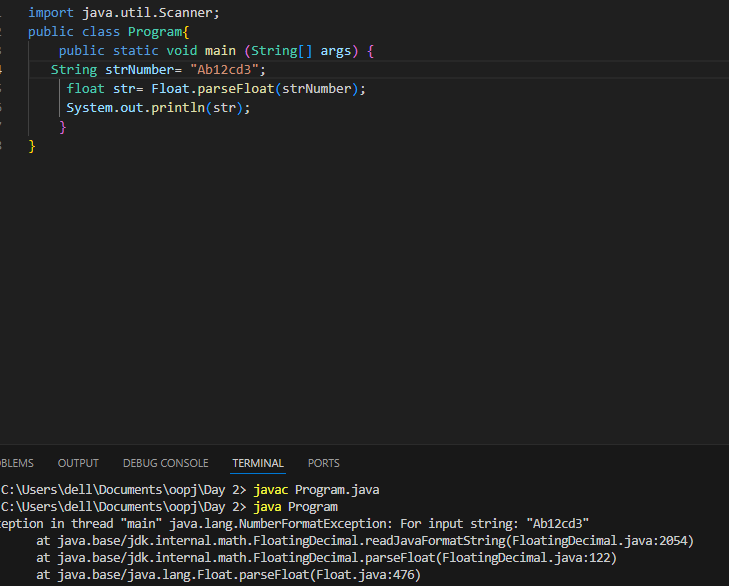 import java.util.Scanner;
public class Program{
public static void main (String[] args) {
String strNumber= "Ab12cd3";
float str= Float.parseFloat(strNumber);
System.out.println(str);
}
}
BLEMS OUTPUT DEBUG CONSOLE TERMINAL PORTS
C:\Users\dell\Documents\oopj\Day 2> javac Program.java
C:\Users\dell\Documents\oopj\Day 2> java Program
eption in thread "main" java.lang.NumberFormatException: For input string: "Ab12cd3"
at java.base/jdk.internal.math.FloatingDecimal.readJavaFormatString(FloatingDecimal.java:2054)
at java.base/jdk.internal.math.FloatingDecimal.parseFloat(FloatingDecimal.java:122)
at java.base/java.lang.Float.parseFloat(Float.java:476)